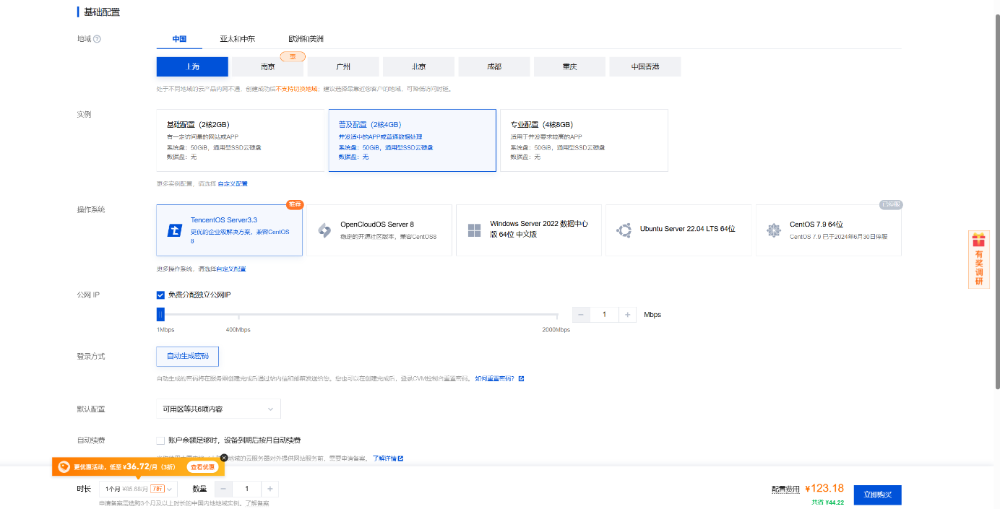 基础配置
地域
中国 亚太和中东 欧洲和美洲
惠
上海 南京 广州 北京 成都 重庆 中国香港
处于不同地域的云产品内网不通，创建成功后不支持切换地域；建议选择最靠近您客户的地域，可降低访问时延。
实例
基础配置（2核2GB）
有一定访问量的网站或APP
系统盘：50GiB，通用型SSD云硬盘
数据盘：无
普及配置（2核4GB）
并发适中的APP或普通数据处理
系统盘：50GiB，通用型SSD云硬盘
数据盘：无
专业配置（4核8GB）
适用于并发要求较高的APP
系统盘：50GiB，通用型SSD云硬盘
数据盘：无
更多实例配置，请选择 自定义配置
操作系统
推荐
TencentOS Server3.3
更优的企业级解决方案，兼容CentOS
8
OpenCloudOS Server 8
稳定的开源社区版本，兼容CentOS8
Windows Server 2022 数据中心
版 64位 中文版
Ubuntu Server 22.04 LTS 64位
已停服
CentOS 7.9 64位
CentOS 7.9 已于2024年6月30日停服
更多操作系统，请选择自定义配置
有奖调研
公网 IP
免费分配独立公网IP
1 Mbps
1Mbps 400Mbps 2000Mbps
登录方式
自动生成密码
自动生成的密码将在服务器创建完成后通过站内信和邮箱发送给您。您也可以在创建完成后，登录CVM控制台重置密码。 如何重置密码?
默认配置
可用区等共6项内容
自动续费
账户余额足够时，设备到期后按月自动续费
地域的云服务器对外提供网站服务前，需要申请备案。 了解详情
更优惠活动，低至 ¥36.72/月（3折） 查看优惠
时长 1个月 ¥85.68/月 7折 数量 1
申请备案需选购3个月及以上时长的中国内地地域实例。了解备案
配置费用 ¥123.18
共省 ¥44.22
立即购买